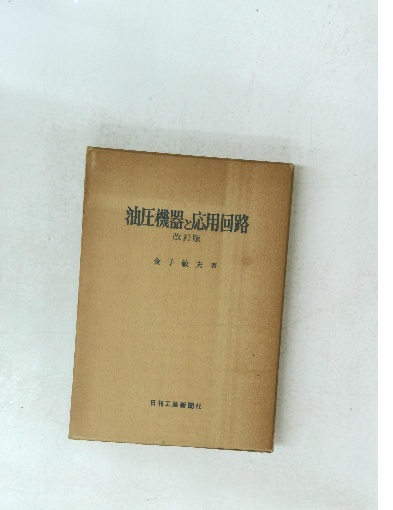 油圧機器と応用回路
改訂版
金子敏夫 著
日刊工業新聞社